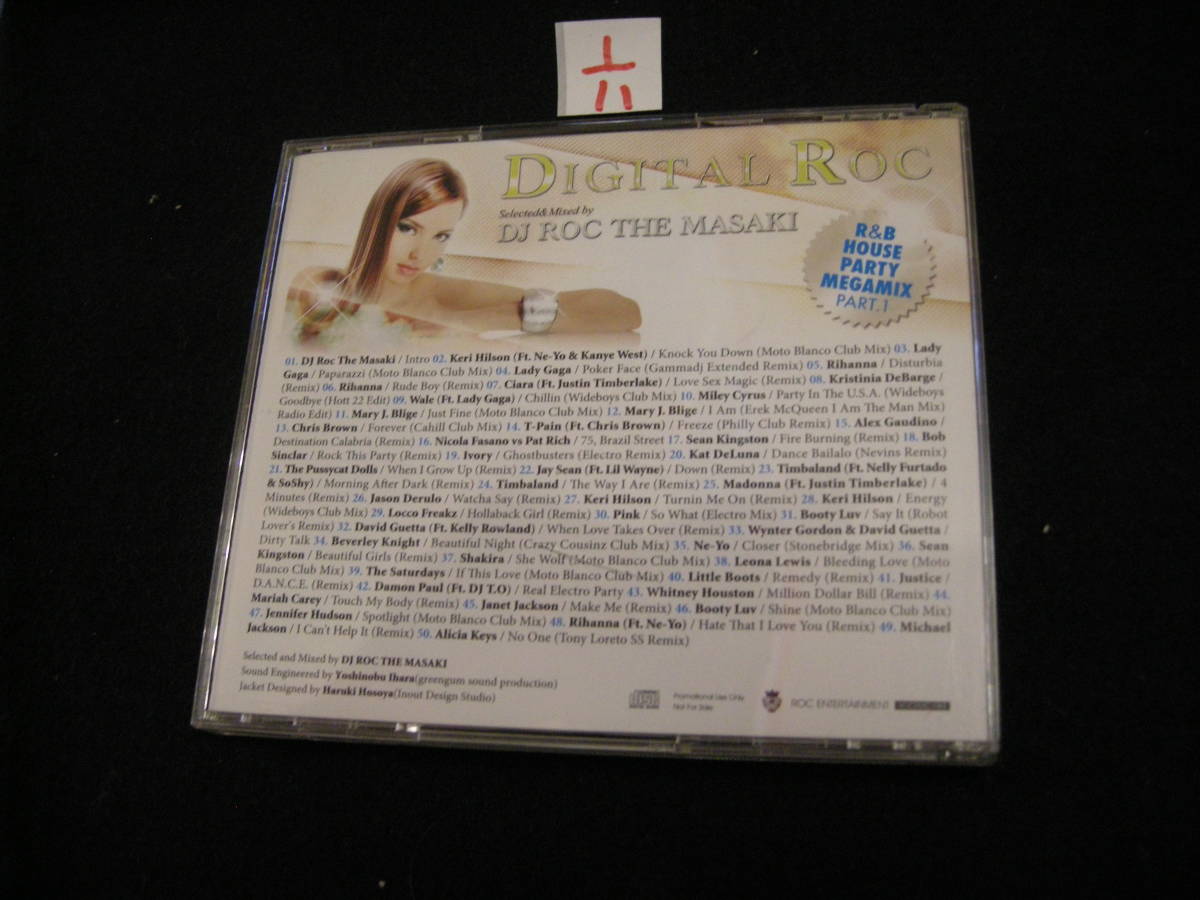 六
DIGITAL ROC
Selected&Mixed by
DJ ROC THE MASAKI
R&B
HOUSE
PARTY
MEGAMIX
PART.1
01. DJ Roc The Masaki / Intro 02. Keri Hilson (Ft. Ne-Yo & Kanye West) / Knock You Down (Moto Blanco Club Mix) 03. Lady
Gaga / Paparazzi (Moto Blanco Club Mix) 04. Lady Gaga / Poker Face (Gammadj Extended Remix) 05. Rihanna / Disturbia
(Remix) 06. Rihanna / Rude Boy (Remix) 07. Ciara (Ft. Justin Timberlake) / Love Sex Magic (Remix) 08. Kristinia DeBarge /
Goodbye (Hott 22 Edit) 09. Wale (Ft. Lady Gaga) / Chillin (Wideboys Club Mix) 10. Miley Cyrus / Party In The U.S.A. (Wideboys
Radio Edit) 11. Mary J. Blige / Just Fine (Moto Blanco Club Mix) 12. Mary J. Blige / I Am (Erek McQueen I Am The Man Mix)
13. Chris Brown / Forever (Cahill Club Mix) 14. T-Pain (Ft. Chris Brown) / Freeze (Philly Club Remix) 15. Alex Gaudino /
Destination Calabria (Remix) 16. Nicola Fasano vs Pat Rich / 75, Brazil Street 17. Sean Kingston / Fire Burning (Remix) 18. Bob
Sinclar / Rock This Party (Remix) 19. Ivory / Ghostbusters (Electro Remix) 20. Kat DeLuna / Dance Bailalo (Nevins Remix)
21. The Pussycat Dolls / When I Grow Up (Remix) 22. Jay Sean (Ft. Lil Wayne) / Down (Remix) 23. Timbaland (Ft. Nelly Furtado
& SoShy) / Morning After Dark (Remix) 24. Timbaland / The Way I Are (Remix) 25. Madonna (Ft. Justin Timberlake) / 4
Minutes (Remix) 26. Jason Derulo / Watcha Say (Remix) 27. Keri Hilson / Turnin Me On (Remix) 28. Keri Hilson / Energy
(Wideboys Club Mix) 29. Locco Freakz / Hollaback Girl (Remix) 30. Pink / So What (Electro Mix) 31. Booty Luv / Say It (Robot
Lover's Remix) 32. David Guetta (Ft. Kelly Rowland) / When Love Takes Over (Remix) 33. Wynter Gordon & David Guetta /
Dirty Talk 34. Beverley Knight / Beautiful Night (Crazy Cousinz Club Mix) 35. Ne-Yo / Closer (Stonebridge Mix) 36. Sean
Kingston / Beautiful Girls (Remix) 37. Shakira / She Wolf (Moto Blanco Club Mix) 38. Leona Lewis / Bleeding Love (Moto
Blanco Club Mix) 39. The Saturdays / If This Love (Moto Blanco Club Mix) 40. Little Boots / Remedy (Remix) 41. Justice /
D.A.N.C.E. (Remix) 42. Damon Paul (Ft. DJ T.O) / Real Electro Party 43. Whitney Houston / Million Dollar Bill (Remix) 44.
Mariah Carey / Touch My Body (Remix) 45. Janet Jackson / Make Me (Remix) 46. Booty Luv / Shine (Moto Blanco Club Mix)
47. Jennifer Hudson / Spotlight (Moto Blanco Club Mix) 48. Rihanna (Ft. Ne-Yo) / Hate That I Love You (Remix) 49. Michael
Jackson / I Can't Help It (Remix) 50. Alicia Keys / No One (Tony Loreto SS Remix)
Selected and Mixed by DJ ROC THE MASAKI
Sound Engineered by Yoshinobu Ihara(greengum sound production)
Jacket Designed by Haruki Hosoya(Inout Design Studio)
Promotional Use Only
Not For Sale
ROC ENTERTAINMENT